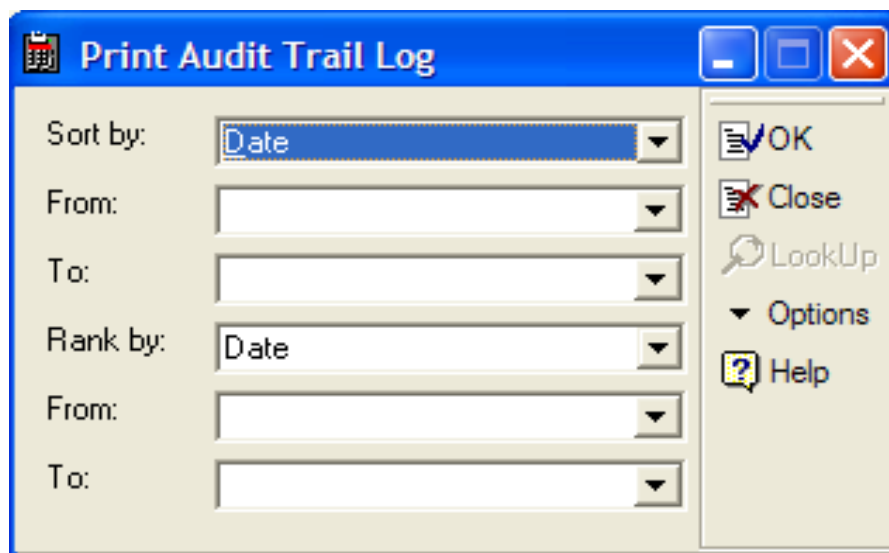 Print Audit Trail Log
Sort by: Date
From:
To:
Rank by: Date
From:
To:
OK
Close
LookUp
Options
Help